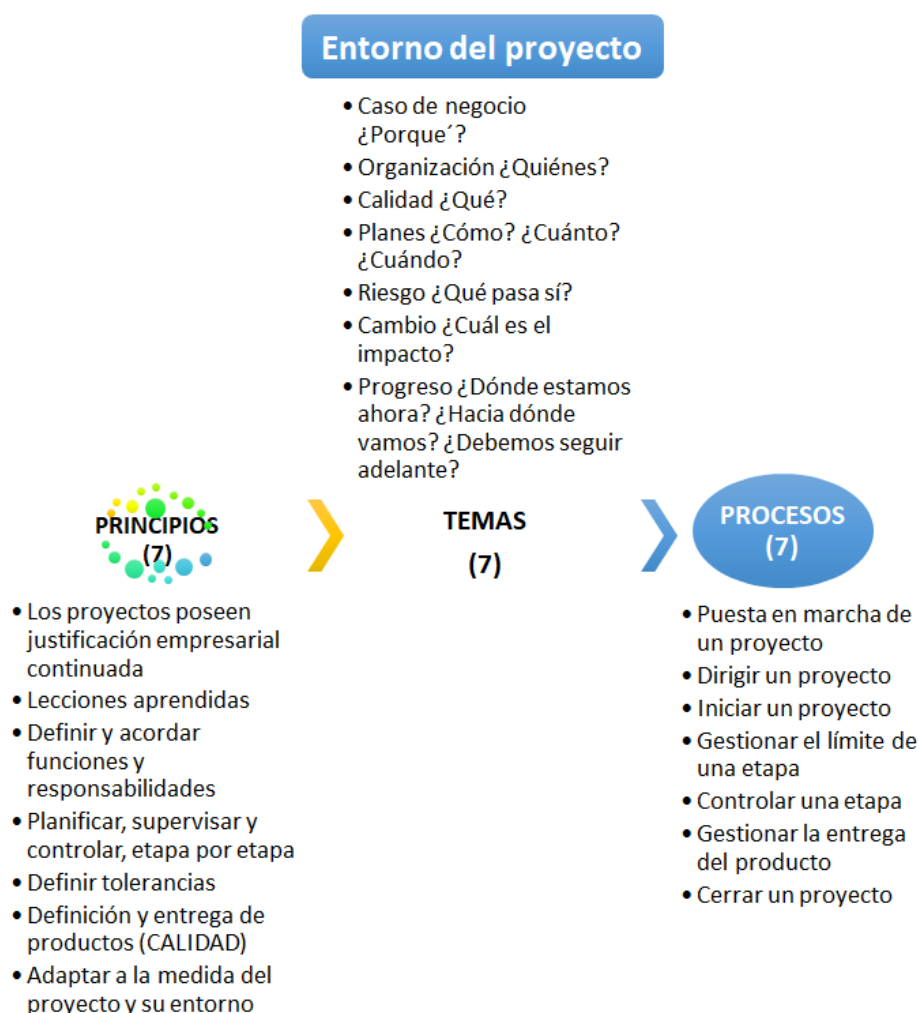 Entorno del proyecto
• Caso de negocio
¿Porque´?
• Organización ¿Quiénes?
• Calidad ¿Qué?
• Planes ¿Cómo? ¿Cuánto?
¿Cuándo?
• Riesgo ¿Qué pasa sí?
• Cambio ¿Cuál es el
impacto?
• Progreso ¿Dónde estamos
ahora? ¿Hacia dónde
vamos? ¿Debemos seguir
adelante?
PRINCIPIOS
(7)
• Los proyectos poseen
justificación empresarial
continuada
• Lecciones aprendidas
• Definir y acordar
funciones y
responsabilidades
• Planificar, supervisar y
controlar, etapa por etapa
• Definir tolerancias
• Definición y entrega de
productos (CALIDAD)
• Adaptar a la medida del
proyecto y su entorno
TEMAS
(7)
PROCESOS
(7)
• Puesta en marcha de
un proyecto
• Dirigir un proyecto
• Iniciar un proyecto
• Gestionar el límite de
una etapa
• Controlar una etapa
• Gestionar la entrega
del producto
• Cerrar un proyecto